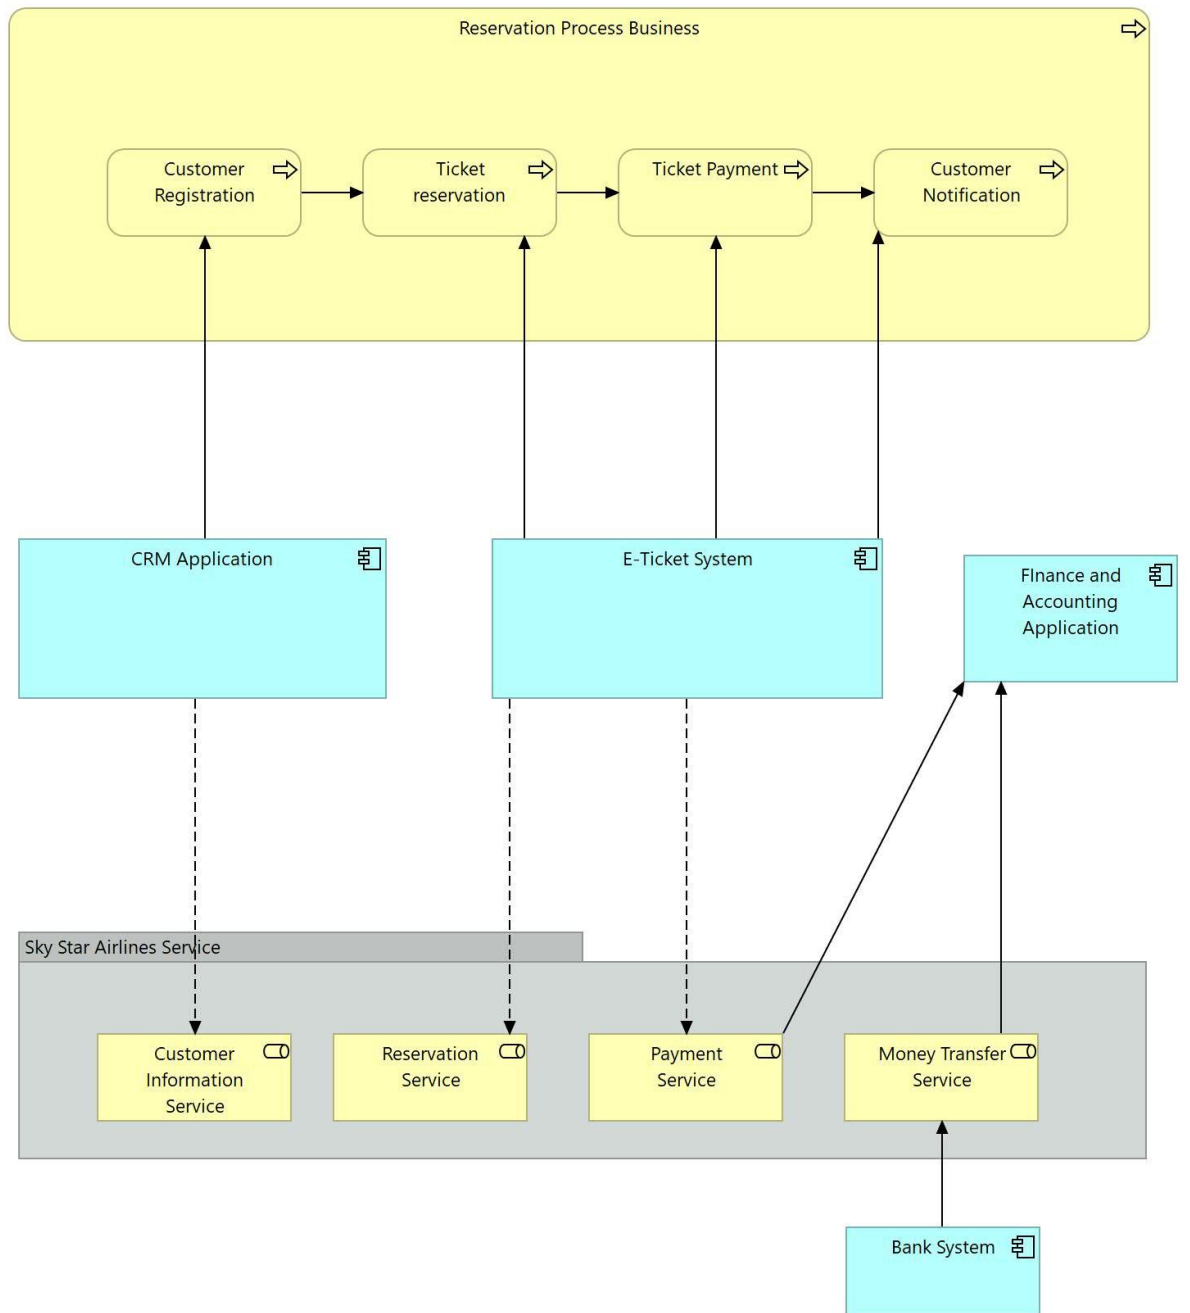 Reservation Process Business
Customer
Registration
Ticket
reservation
Ticket Payment
Customer
Notification
CRM Application
E-Ticket System
FInance and
Accounting
Application
Sky Star Airlines Service
Customer
Information
Service
Reservation
Service
Payment
Service
Money Transfer
Service
Bank System